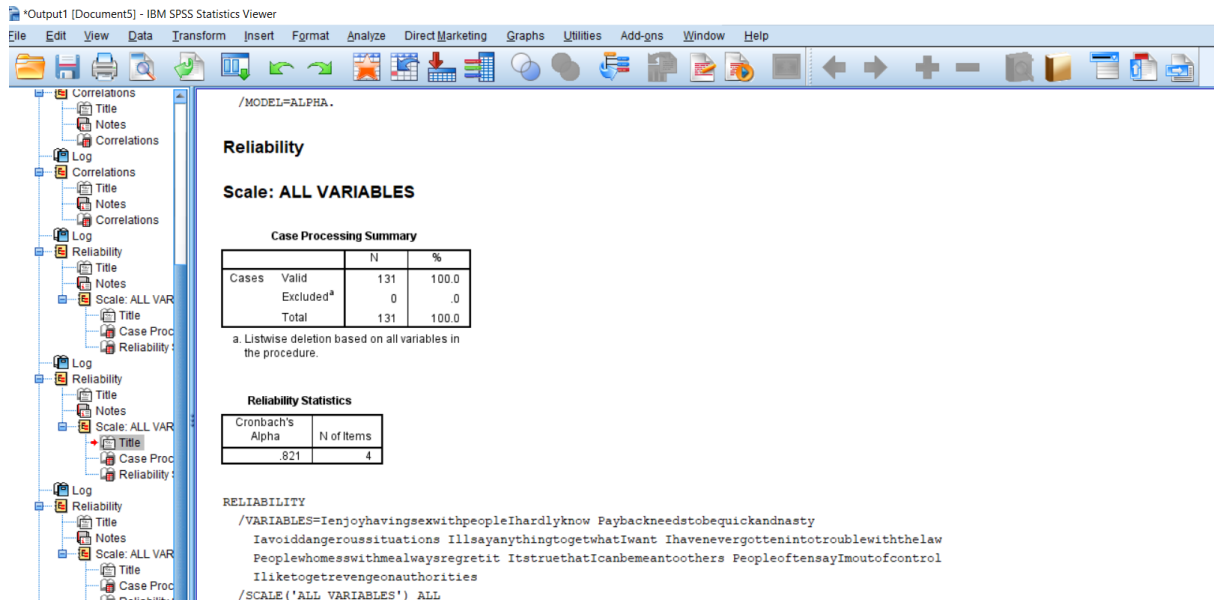 *Output1 [Document5] - IBM SPSS Statistics Viewer
File Edit View Data Transform Insert Format Analyze Direct Marketing Graphs Utilities Add-ons Window Help
Correlations
Title
Notes
Correlations
Log
Correlations
Title
Notes
Correlations
Log
Reliability
Title
Notes
Scale: ALL VAR
Title
Case Proc
Reliability
Log
Reliability
Title
Notes
Scale: ALL VAR
Title
Case Proc
Reliability
Log
Reliability
Title
Notes
Scale: ALL VAR
Title
Case Proc
Reliability
/MODEL=ALPHA.
Reliability
Scale: ALL VARIABLES
Case Processing Summary
N %
Cases Valid 131 100.0
Excludedᵃ 0 .0
Total 131 100.0
a. Listwise deletion based on all variables in
the procedure.
Reliability Statistics
Cronbach's
Alpha N of Items
.821 4
RELIABILITY
/VARIABLES=IenjoyhavingsexwithpeopleIhardlyknow Paybackneedstobequickandnasty
Iavoiddangeroussituations IllsayanythingtogetwhatIwant Ihavenevergottenintotroublewiththelaw
Peoplewhomesswithmealwaysregretit ItstruethatIcanbemeantoothers PeopleoftensayImoutofcontrol
Iliketogetrevengeonauthorities
/SCALE('ALL VARIABLES') ALL